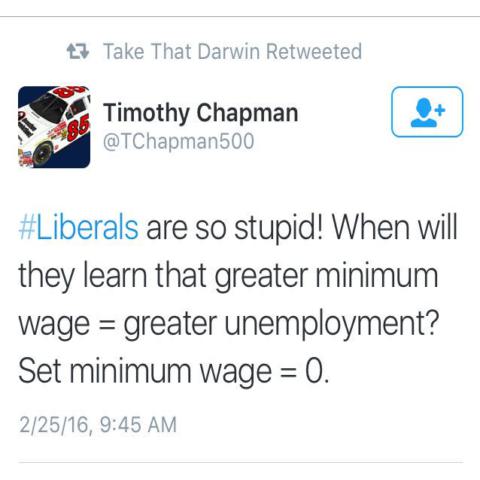 Take That Darwin Retweeted
85
Timothy Chapman
@TChapman500
#Liberals are so stupid! When will
they learn that greater minimum
wage = greater unemployment?
Set minimum wage = 0.
2/25/16, 9:45 AM